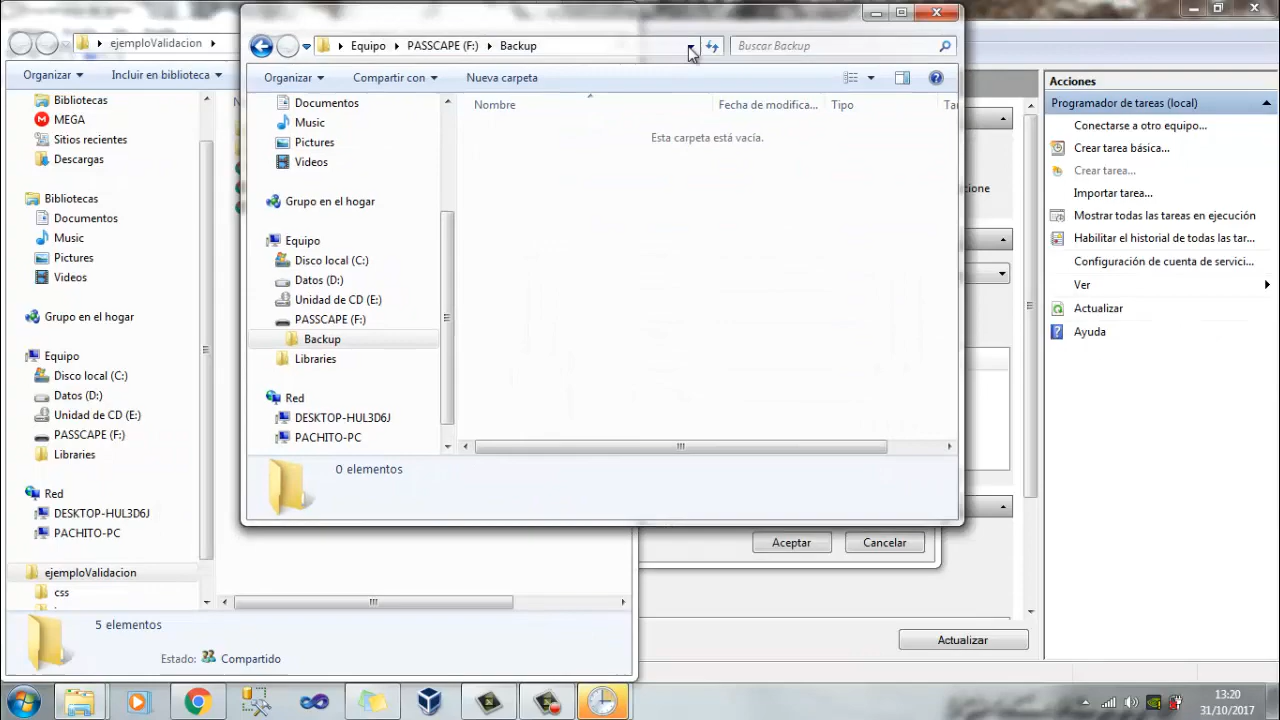 ejemploValidacion
Organizar
Incluir en biblioteca
Bibliotecas
MEGA
Sitios recientes
Descargas
Bibliotecas
Documentos
Music
Pictures
Videos
Grupo en el hogar
Equipo
Disco local (C:)
Datos (D:)
Unidad de CD (E:)
PASSCAPE (F:)
Libraries
Red
DESKTOP-HUL3D6J
PACHITO-PC
ejemploValidacion
css
5 elementos
Estado: Compartido
Equipo PASSCAPE (F:) Backup
Buscar Backup
Organizar
Compartir con
Nueva carpeta
Documentos
Music
Pictures
Videos
Grupo en el hogar
Equipo
Disco local (C:)
Datos (D:)
Unidad de CD (E:)
PASSCAPE (F:)
Backup
Libraries
Red
DESKTOP-HUL3D6J
PACHITO-PC
Nombre
Fecha de modifica...
Tipo
Ta
Esta carpeta está vacía.
0 elementos
cione
Aceptar
Cancelar
Actualizar
Acciones
Programador de tareas (local)
Conectarse a otro equipo...
Crear tarea básica...
Crear tarea...
Importar tarea...
Mostrar todas las tareas en ejecución
Habilitar el historial de todas las tar...
Configuración de cuenta de servici...
Ver
Actualizar
Ayuda
13:20
31/10/2017